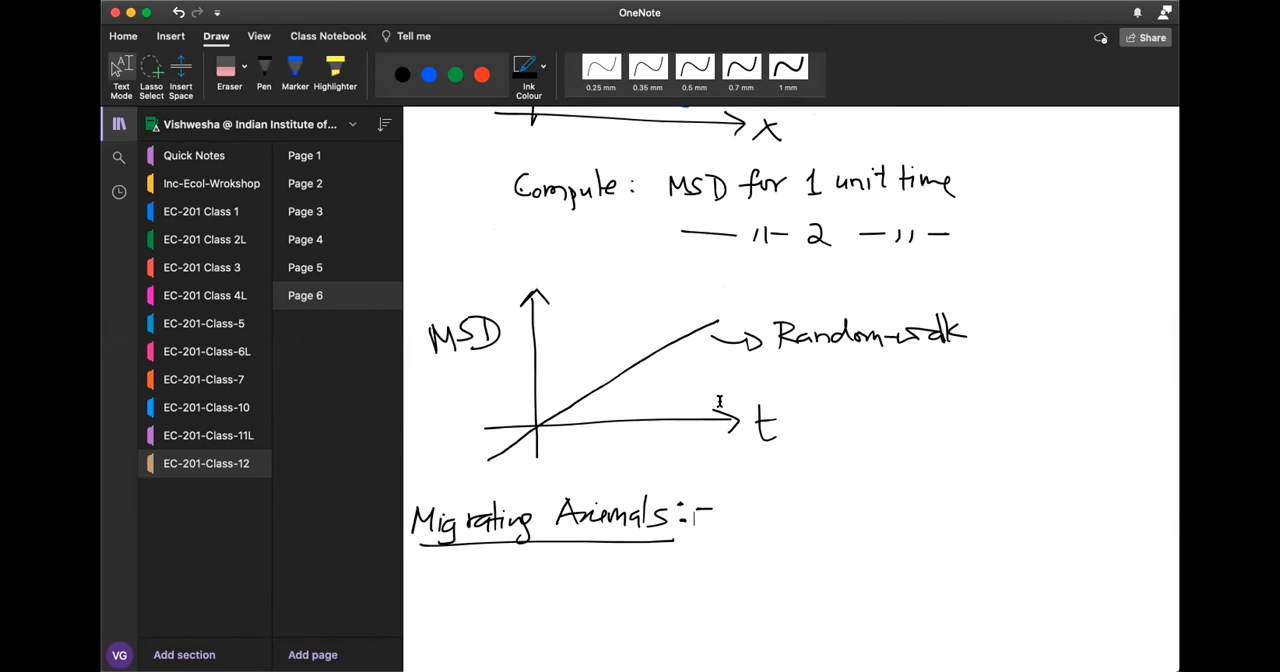 OneNote
Home Insert Draw View Class Notebook Tell me
Share
Text Mode
Lasso Select
Insert Space
Eraser
Pen
Marker
Highlighter
Ink Colour
0.25 mm 0.35 mm 0.5 mm 0.7 mm 1 mm
Vishwesha @ Indian Institute of...
Quick Notes
Inc-Ecol-Wrokshop
EC-201 Class 1
EC-201 Class 2L
EC-201 Class 3
EC-201 Class 4L
EC-201-Class-5
EC-201-Class-6L
EC-201-Class-7
EC-201-Class-10
EC-201-Class-11L
EC-201-Class-12
Page 1
Page 2
Page 3
Page 4
Page 5
Page 6
x
Compute: MSD for 1 unit time
— 〃 — 2 — 〃 —
MSD
Random-walk
t
Migrating Animals :-
VG
Add section
Add page